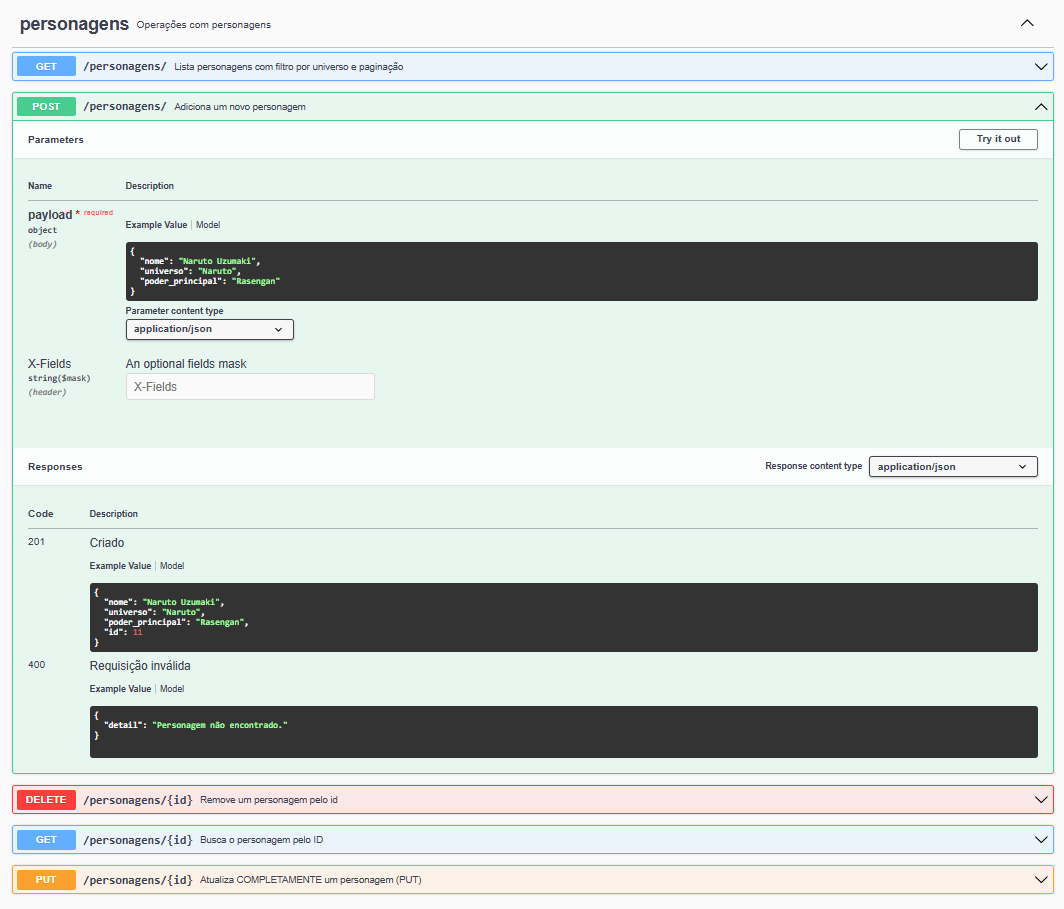 personagens Operações com personagens
GET /personagens/ Lista personagens com filtro por universo e paginação
POST /personagens/ Adiciona um novo personagem
Parameters Try it out
Name Description
payload * required
object
(body)
Example Value | Model
{
"nome": "Naruto Uzumaki",
"universo": "Naruto",
"poder_principal": "Rasengan"
}
Parameter content type
application/json
X-Fields An optional fields mask
string($mask)
(header)
X-Fields
Responses Response content type application/json
Code Description
201 Criado
Example Value | Model
{
"nome": "Naruto Uzumaki",
"universo": "Naruto",
"poder_principal": "Rasengan",
"id": 11
}
400 Requisição inválida
Example Value | Model
{
"detail": "Personagem não encontrado."
}
DELETE /personagens/{id} Remove um personagem pelo id
GET /personagens/{id} Busca o personagem pelo ID
PUT /personagens/{id} Atualiza COMPLETAMENTE um personagem (PUT)